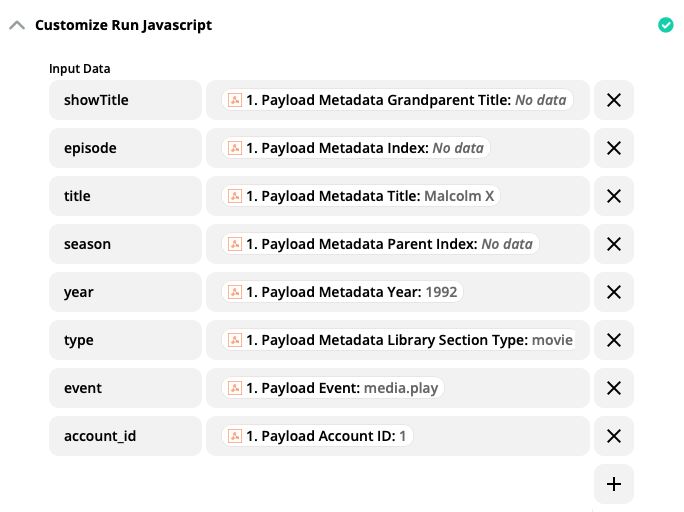 Customize Run Javascript
Input Data
showTitle 1. Payload Metadata Grandparent Title: No data
episode 1. Payload Metadata Index: No data
title 1. Payload Metadata Title: Malcolm X
season 1. Payload Metadata Parent Index: No data
year 1. Payload Metadata Year: 1992
type 1. Payload Metadata Library Section Type: movie
event 1. Payload Event: media.play
account_id 1. Payload Account ID: 1